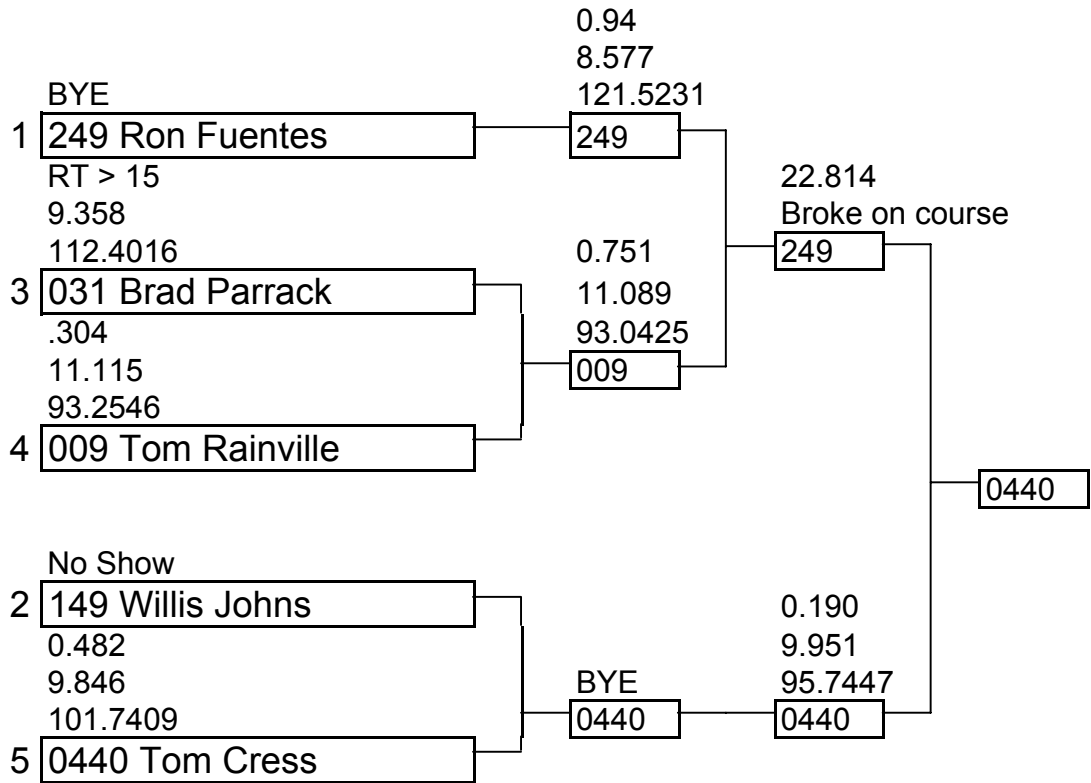 BYE
1 249 Ron Fuentes
RT > 15
9.358
112.4016
3 031 Brad Parrack
.304
11.115
93.2546
4 009 Tom Rainville
No Show
2 149 Willis Johns
0.482
9.846
101.7409
5 0440 Tom Cress
0.94
8.577
121.5231
249
0.751
11.089
93.0425
009
BYE
0440
22.814
Broke on course
249
0.190
9.951
95.7447
0440
0440